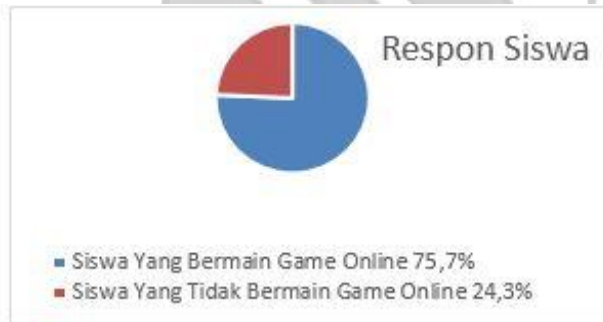 Respon Siswa
Siswa Yang Bermain Game Online 75,7%
Siswa Yang Tidak Bermain Game Online 24,3%